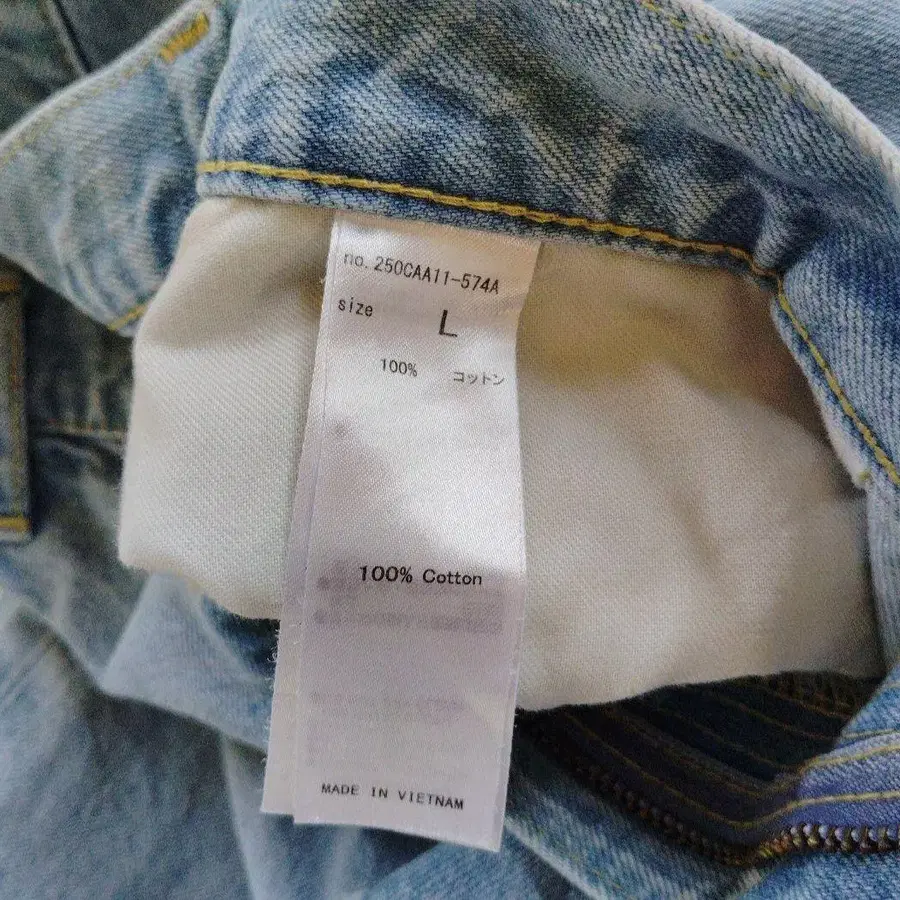 no. 250CAA11-574A
size L
100% コットン
100% Cotton
MADE IN VIETNAM